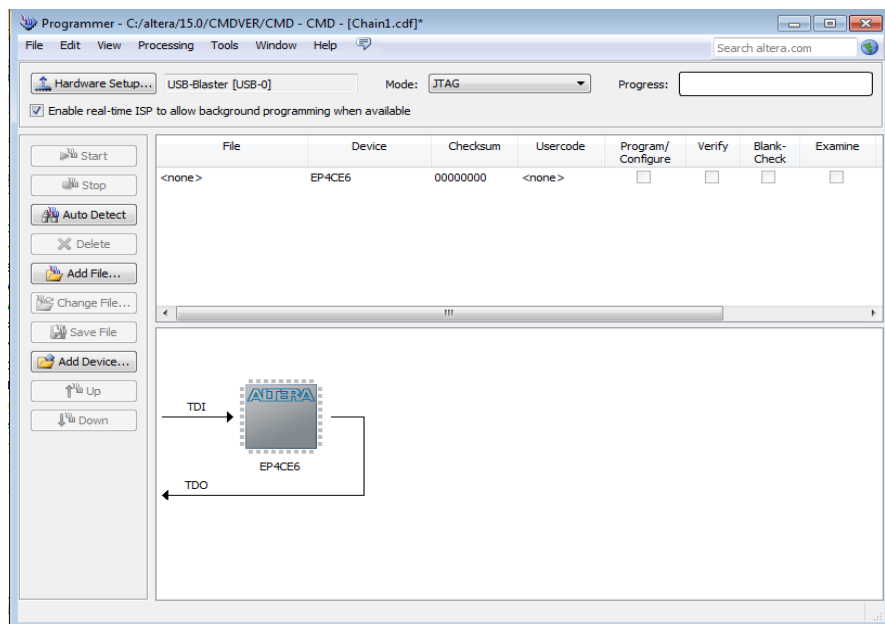 Programmer - C:/altera/15.0/CMDVER/CMD - CMD - [Chain1.cdf]*
File Edit View Processing Tools Window Help
Search altera.com
Hardware Setup... USB-Blaster [USB-0] Mode: JTAG Progress:
Enable real-time ISP to allow background programming when available
Start
Stop
Auto Detect
Delete
Add File...
Change File...
Save File
Add Device...
Up
Down
File Device Checksum Usercode Program/ Configure Verify Blank- Check Examine
<none> EP4CE6 00000000 <none>
ALTERA
TDI
EP4CE6
TDO